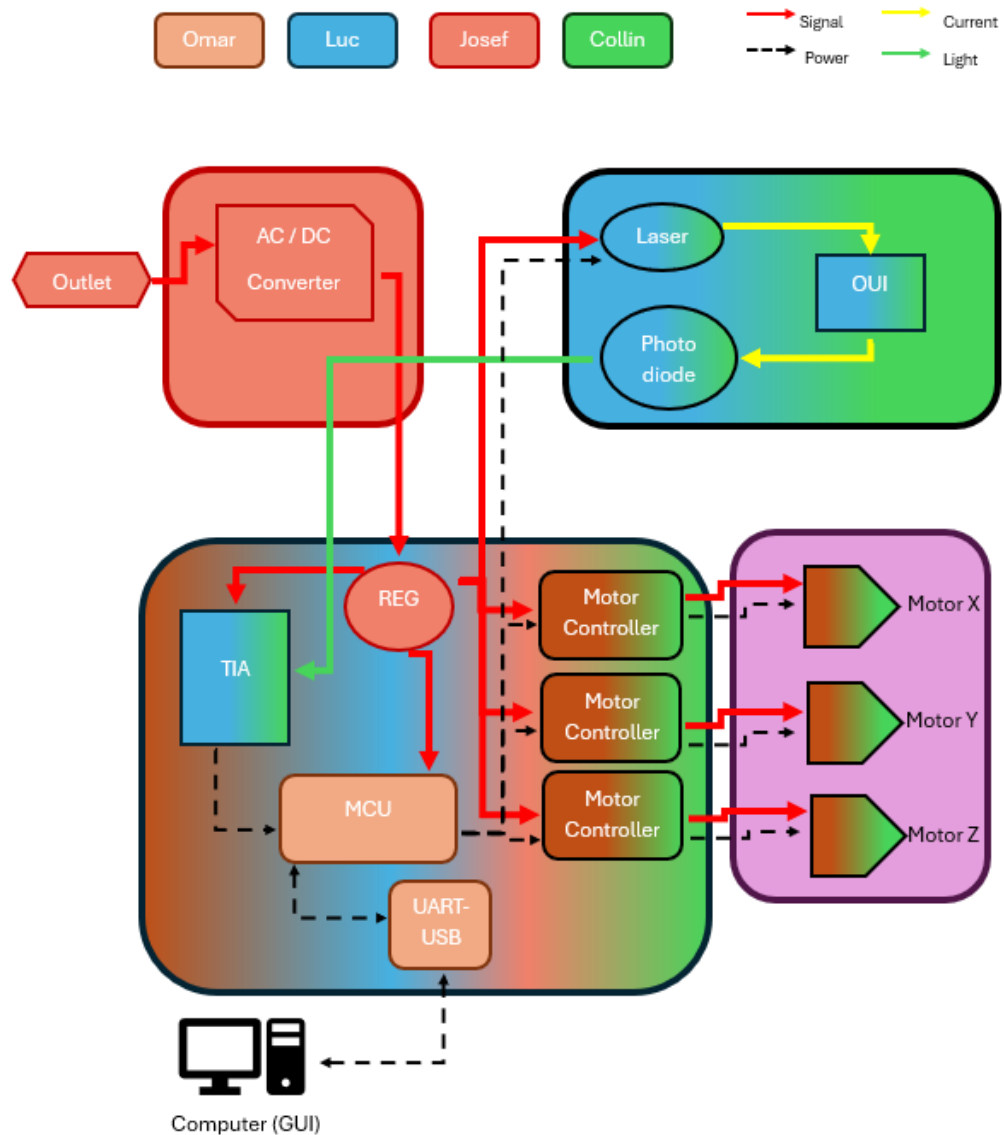 Omar
Luc
Josef
Collin
Signal
Current
Power
Light
AC / DC
Converter
Outlet
Laser
OUI
Photo
diode
REG
TIA
MCU
UART-
USB
Motor
Controller
Motor
Controller
Motor
Controller
Motor X
Motor Y
Motor Z
Computer (GUI)